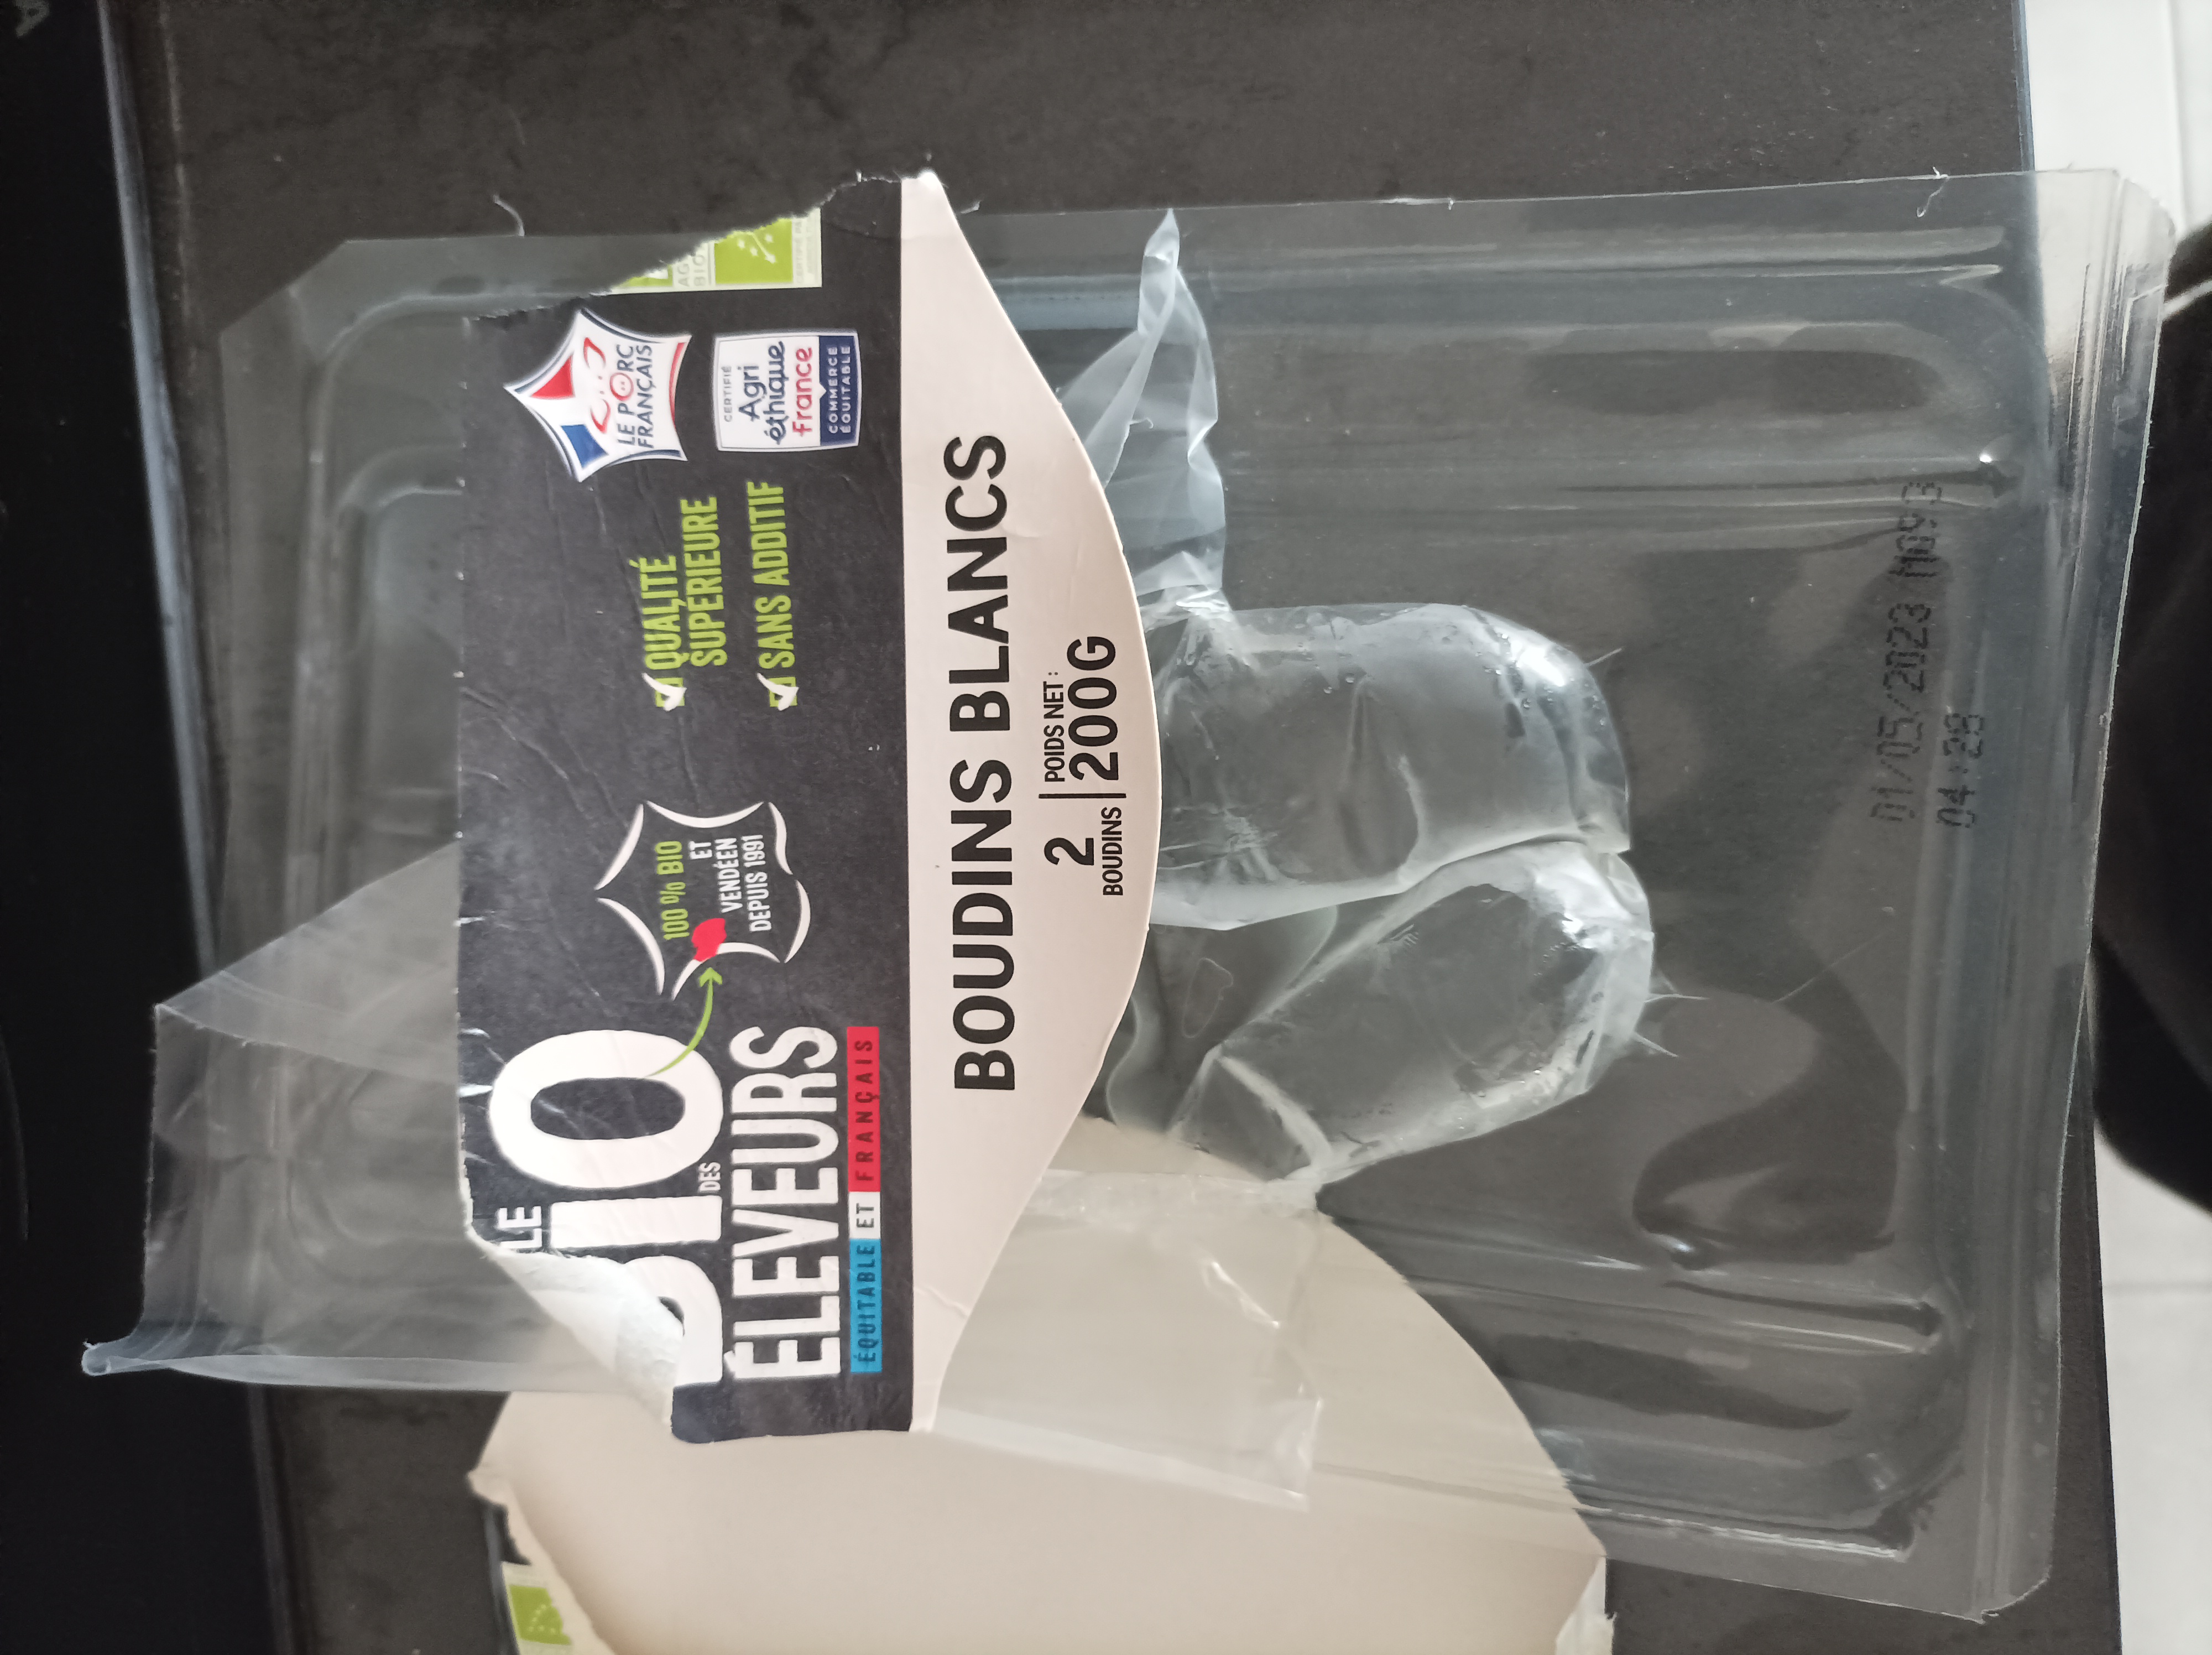 LE
BIO
DES
ÉLEVEURS
ÉQUITABLE ET FRANÇAIS
100 % BIO
ET
VENDÉEN
DEPUIS 1991
QUALITÉ
SUPÉRIEURE
SANS ADDITIF
LE PORC
FRANÇAIS
CERTIFIÉ
Agri
éthique
france
COMMERCE
ÉQUITABLE
AG
BIO
BOUDINS BLANCS
2
BOUDINS
POIDS NET :
200G
01/05/2023
04:28